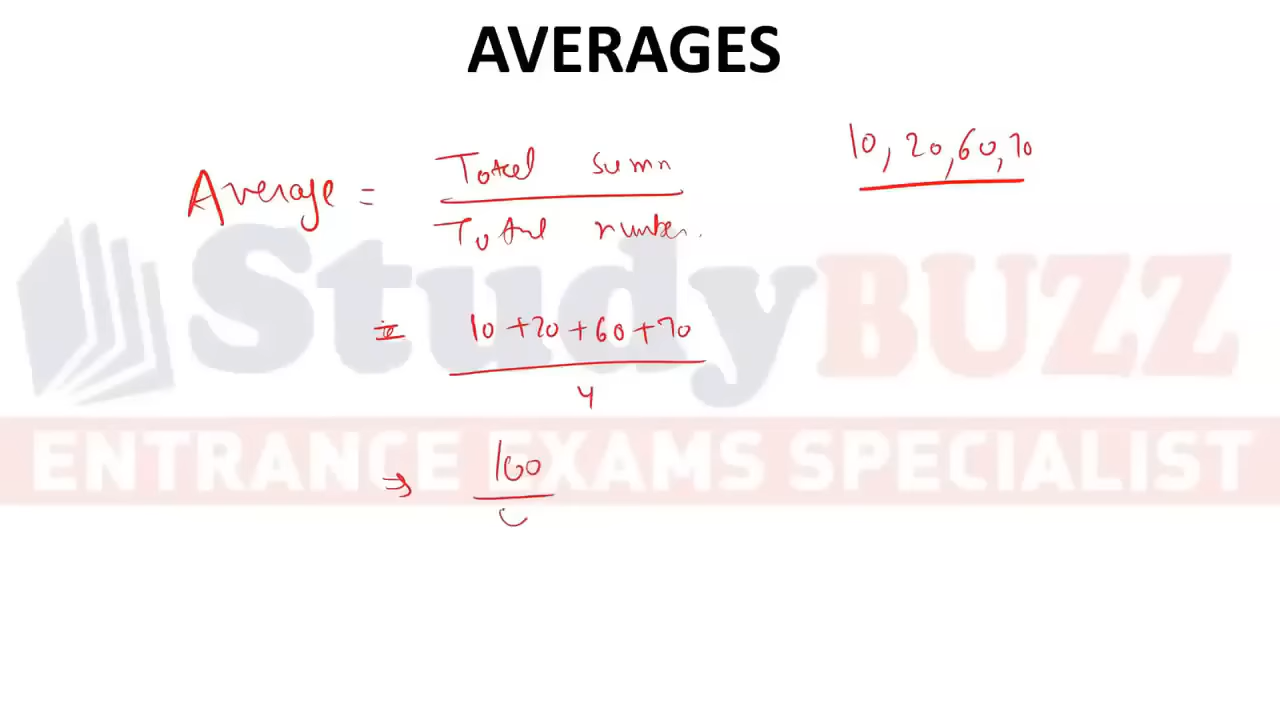 AVERAGES
Average = Total sum
Total number.
10, 20, 60, 70
= 10 + 20 + 60 + 70
4
StudyBUZZ
ENTRANCE EXAMS SPECIALIST
⇒ 160